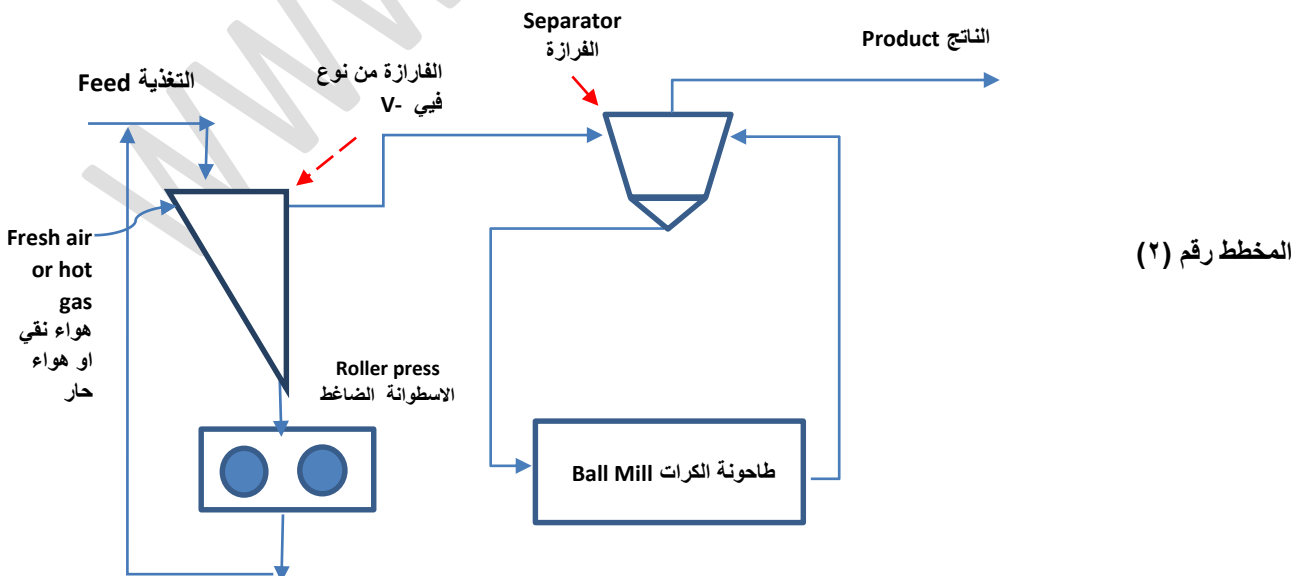 Separator
الفرازة
الناتج Product
التغذية Feed
الفارازة من نوع
فيي -V
Fresh air
or hot
gas
هواء نقي
او هواء
حار
المخطط رقم (٢)
Roller press
الاسطوانة الضاغط
طاحونة الكرات Ball Mill